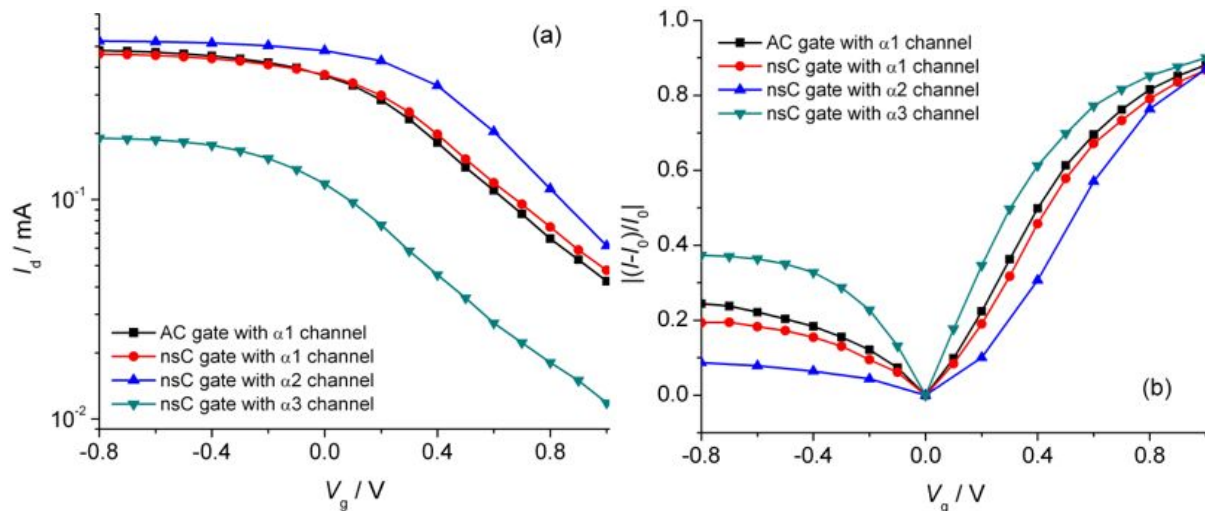 (a)
I_d / mA
10⁻¹
10⁻²
AC gate with α1 channel
nsC gate with α1 channel
nsC gate with α2 channel
nsC gate with α3 channel
-0.8 -0.4 0.0 0.4 0.8
V_g / V
1.0
0.8
0.6
0.4
0.2
0.0
|(I-I_0)/I_0|
AC gate with α1 channel
nsC gate with α1 channel
nsC gate with α2 channel
nsC gate with α3 channel
(b)
-0.8 -0.4 0.0 0.4 0.8
V_g / V